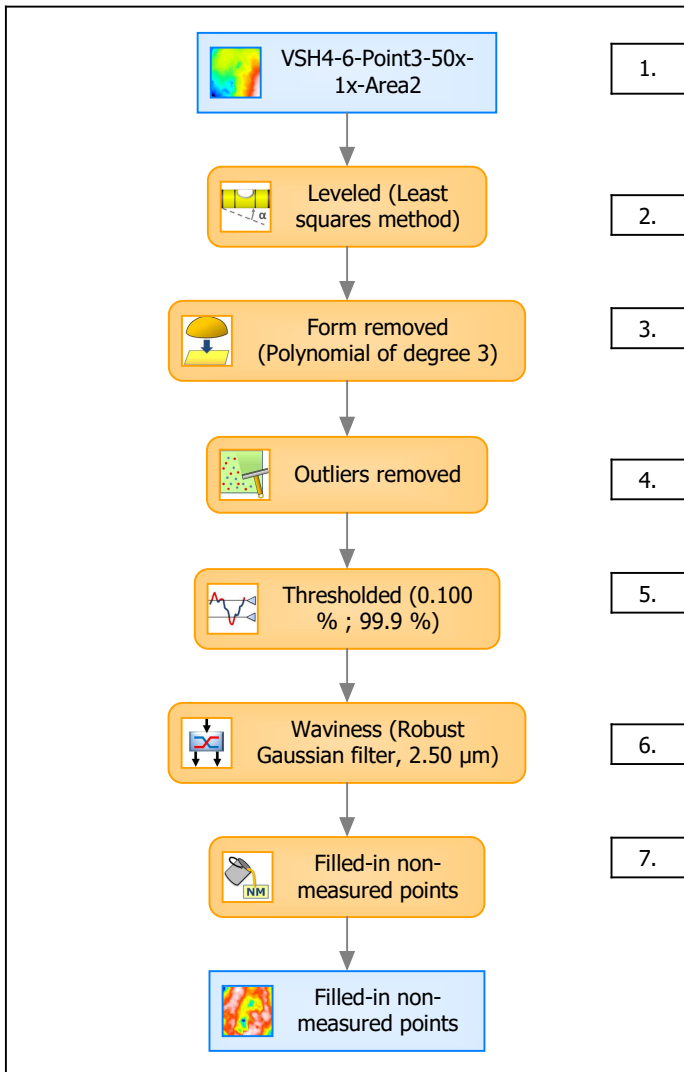 VSH4-6-Point3-50x-
1x-Area2
1.
Leveled (Least
squares method)
α
2.
Form removed
(Polynomial of degree 3)
3.
Outliers removed
4.
Thresholded (0.100
% ; 99.9 %)
5.
Waviness (Robust
Gaussian filter, 2.50 µm)
6.
Filled-in non-
measured points
NM
7.
Filled-in non-
measured points